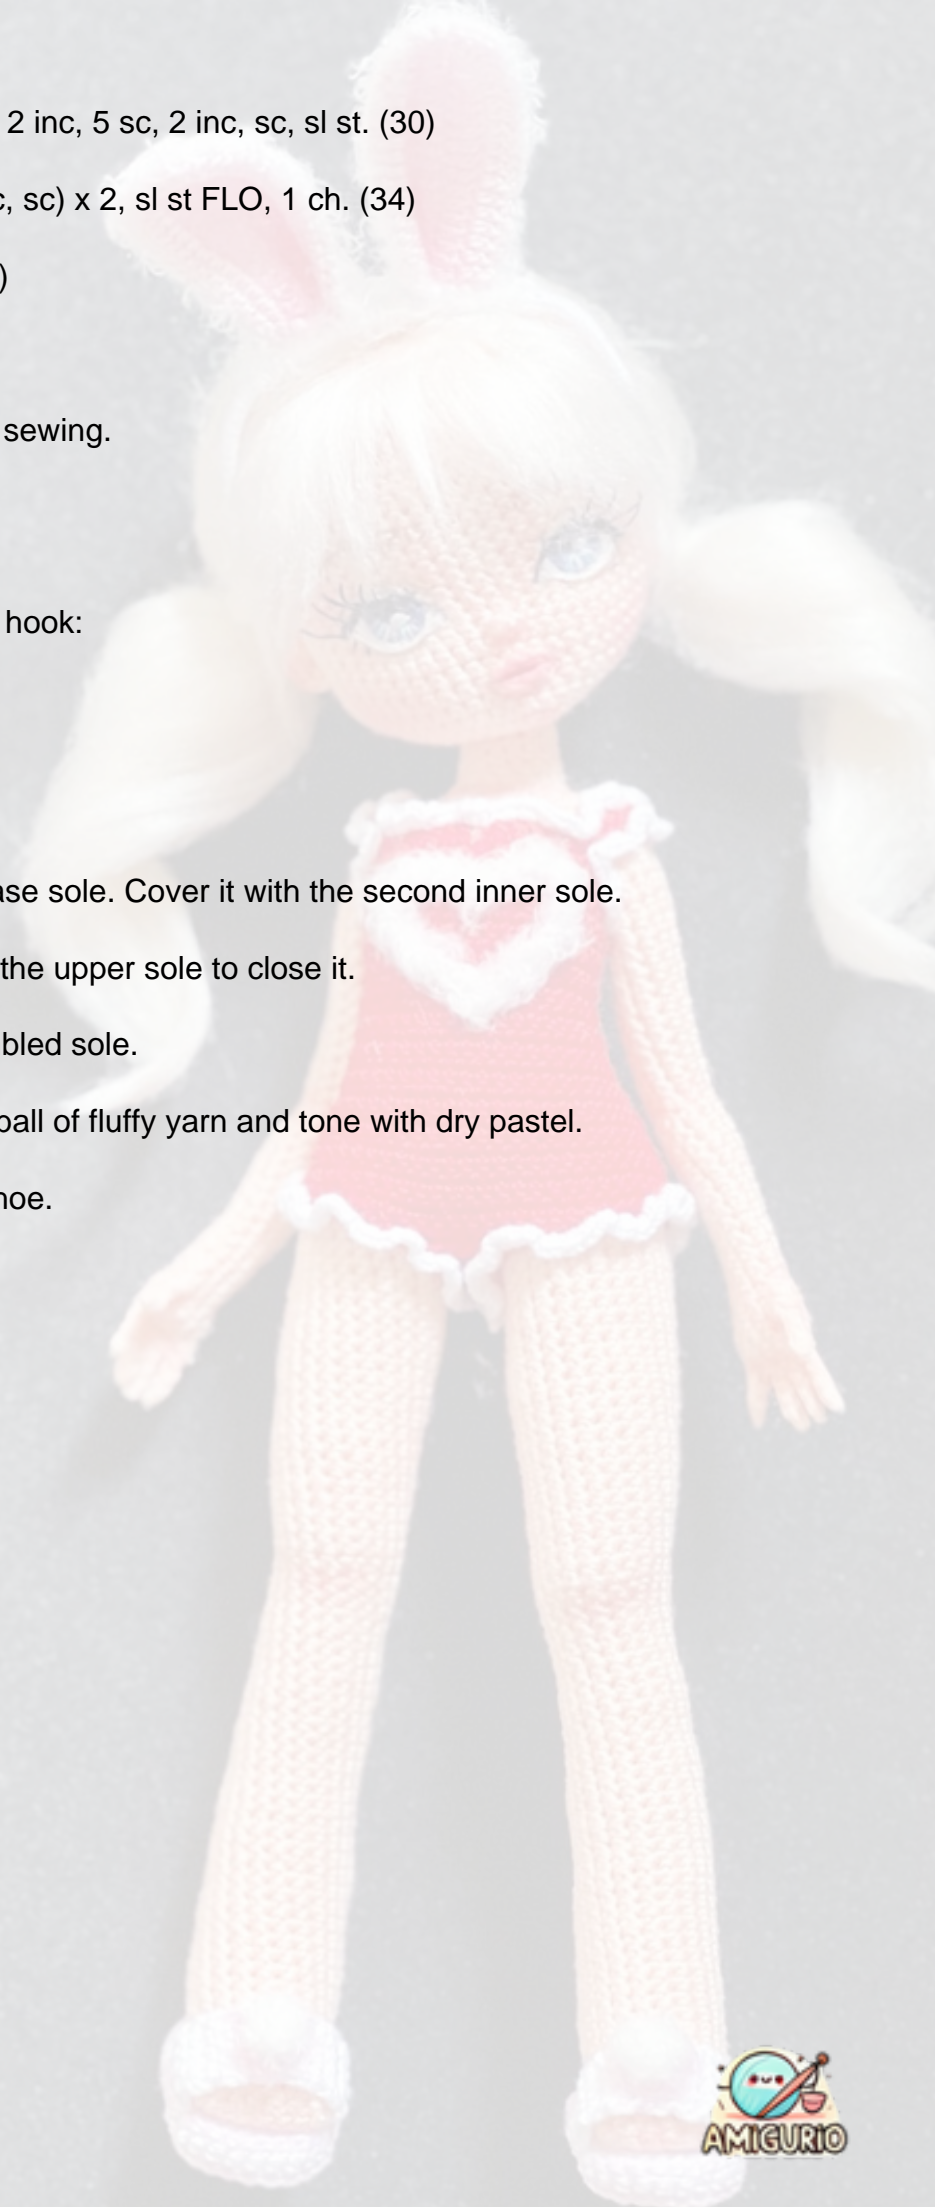 2 inc, 5 sc, 2 inc, sc, sl st. (30)
c, sc) x 2, sl st FLO, 1 ch. (34)
)
sewing.
hook:
ase sole. Cover it with the second inner sole.
the upper sole to close it.
bled sole.
ball of fluffy yarn and tone with dry pastel.
hoe.
AMIGURIO